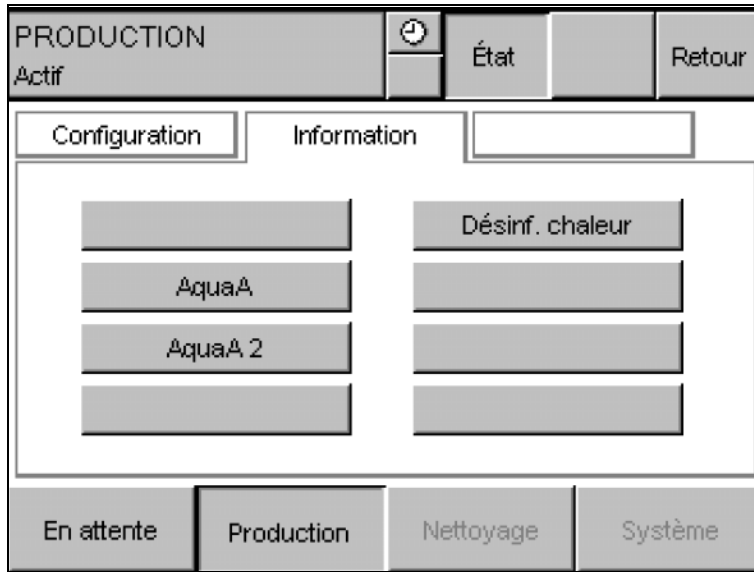 PRODUCTION
Actif
État
Retour
Configuration
Information
Désinf. chaleur
AquaA
AquaA 2
En attente
Production
Nettoyage
Système